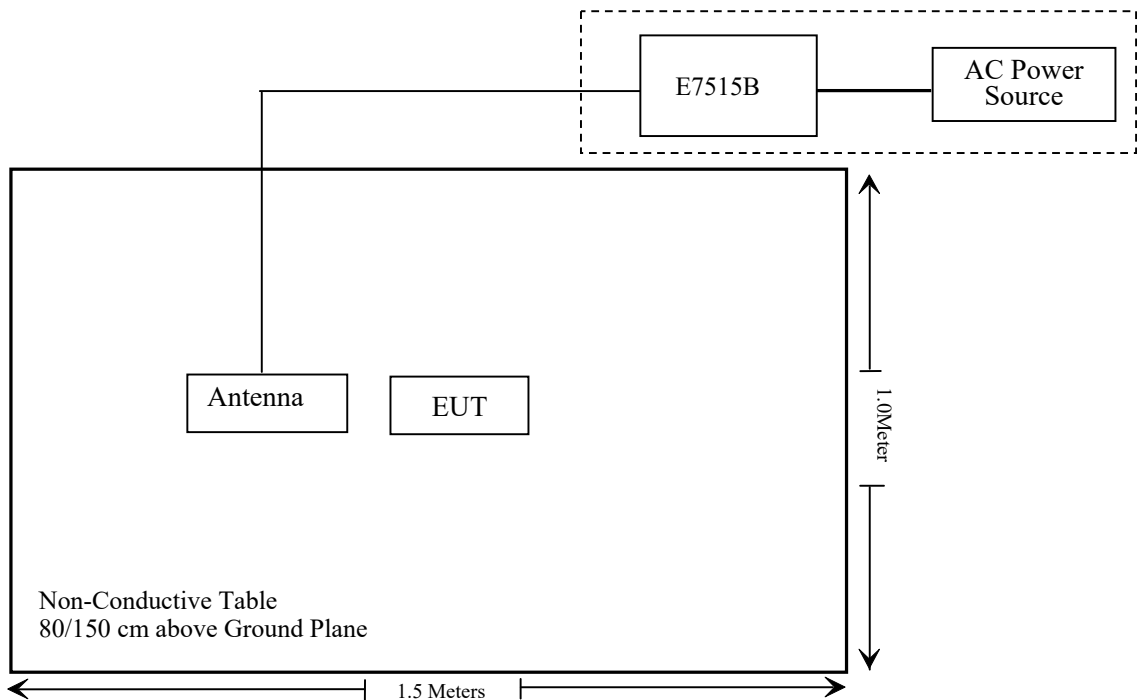 E7515B
AC Power
Source
Antenna
EUT
1.0Meter
Non-Conductive Table
80/150 cm above Ground Plane
1.5 Meters